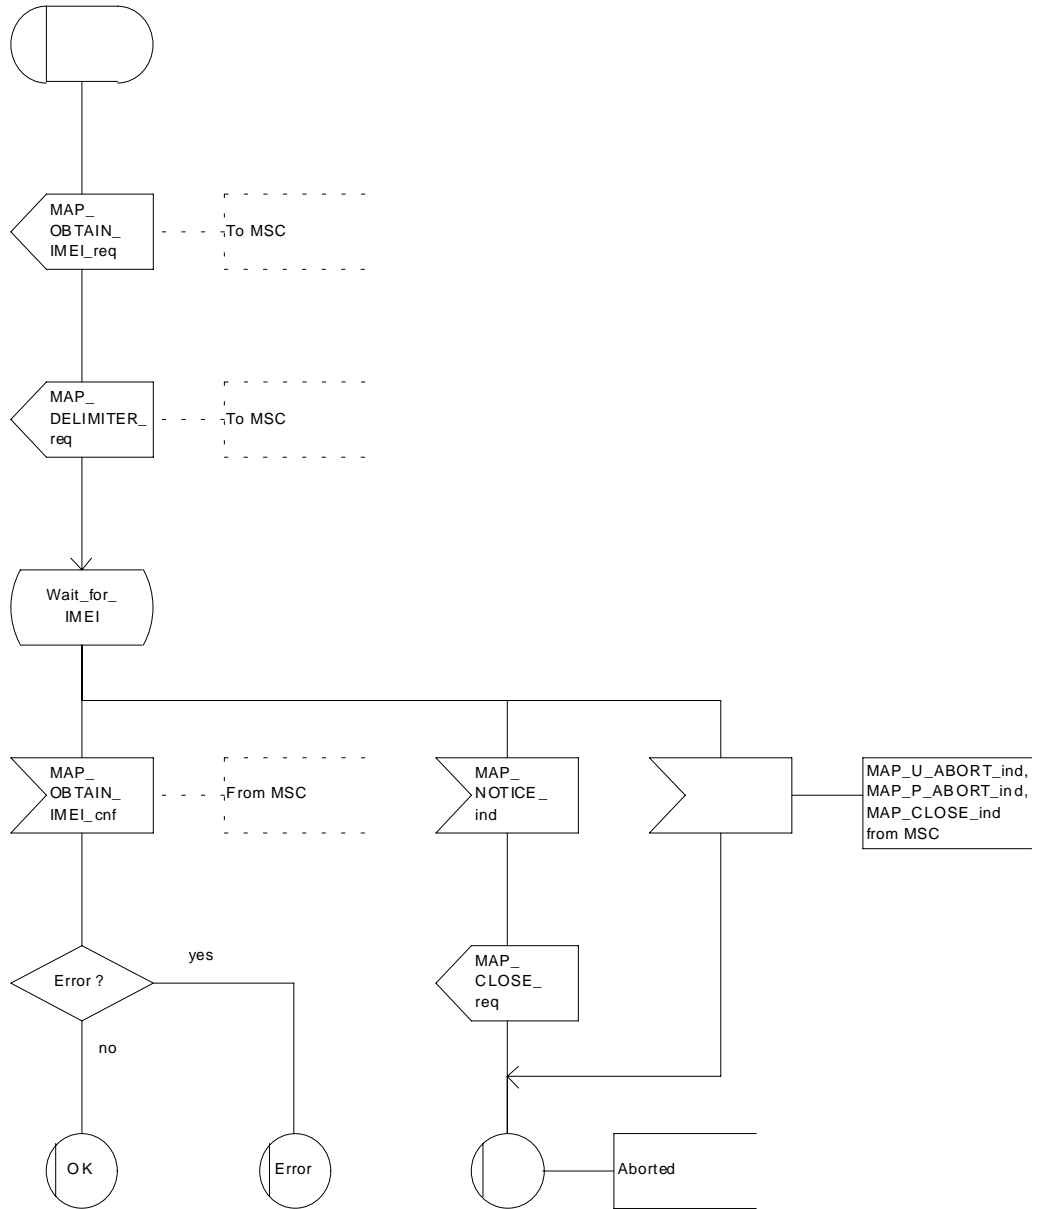 MAP_
OBTAIN_
IMEI_req
To MSC
MAP_
DELIMITER_
req
To MSC
Wait_for_
IMEI
MAP_
OBTAIN_
IMEI_cnf
From MSC
MAP_
NOTICE_
ind
MAP_U_ABORT_ind,
MAP_P_ABORT_ind,
MAP_CLOSE_ind
from MSC
Error ?
yes
no
MAP_
CLOSE_
req
OK
Error
Aborted